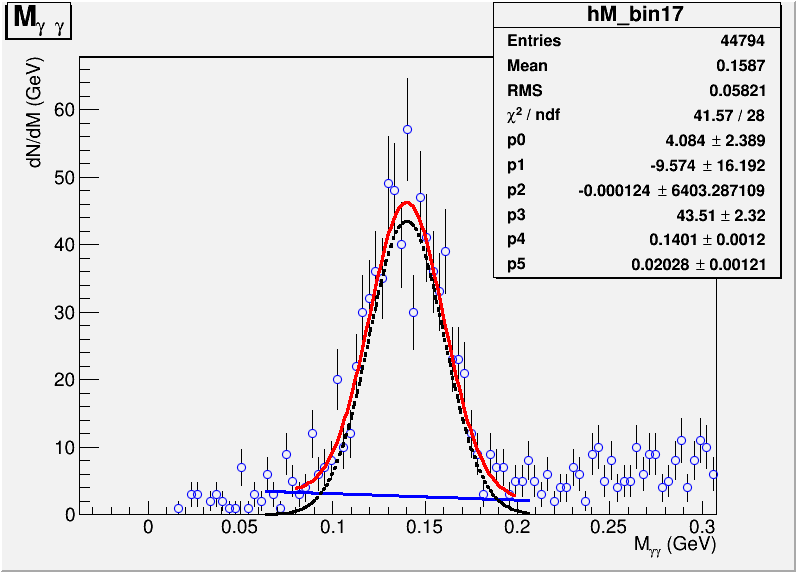 Mγ γ
hM_bin17
Entries 44794
Mean 0.1587
RMS 0.05821
χ² / ndf 41.57 / 28
p0 4.084 ± 2.389
p1 -9.574 ± 16.192
p2 -0.000124 ± 6403.287109
p3 43.51 ± 2.32
p4 0.1401 ± 0.0012
p5 0.02028 ± 0.00121
dN/dM (GeV)
60
50
40
30
20
10
0
0 0.05 0.1 0.15 0.2 0.25 0.3
Mγγ (GeV)